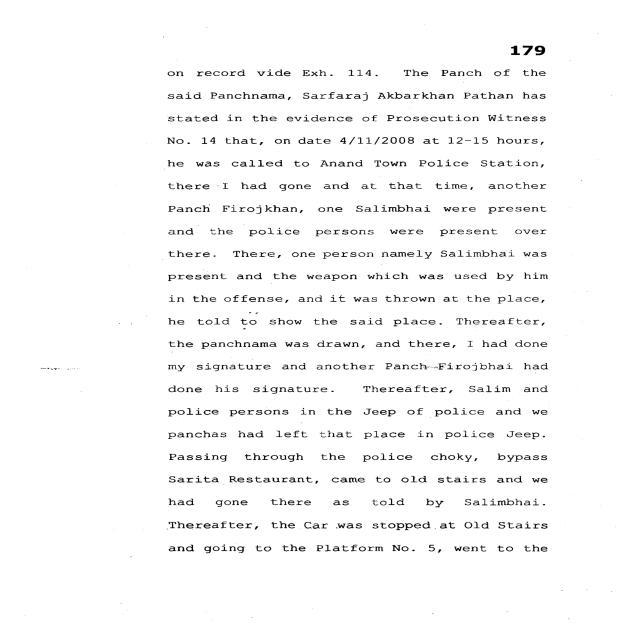 179
on record vide Exh. 114. The Panch of the
said Panchnama, Sarfaraj Akbarkhan Pathan has
stated in the evidence of Prosecution Witness
No. 14 that, on date 4/11/2008 at 12-15 hours,
he was called to Anand Town Police Station,
there I had gone and at that time, another
Panch Firojkhan, one Salimbhai were present
and the police persons were present over
there. There, one person namely Salimbhai was
present and the weapon which was used by him
in the offense, and it was thrown at the place,
he told to show the said place. Thereafter,
the panchnama was drawn, and there, I had done
my signature and another Panch Firojbhai had
done his signature. Thereafter, Salim and
police persons in the Jeep of police and we
panchas had left that place in police Jeep.
Passing through the police choky, bypass
Sarita Restaurant, came to old stairs and we
had gone there as told by Salimbhai.
Thereafter, the Car was stopped at Old Stairs
and going to the Platform No. 5, went to the